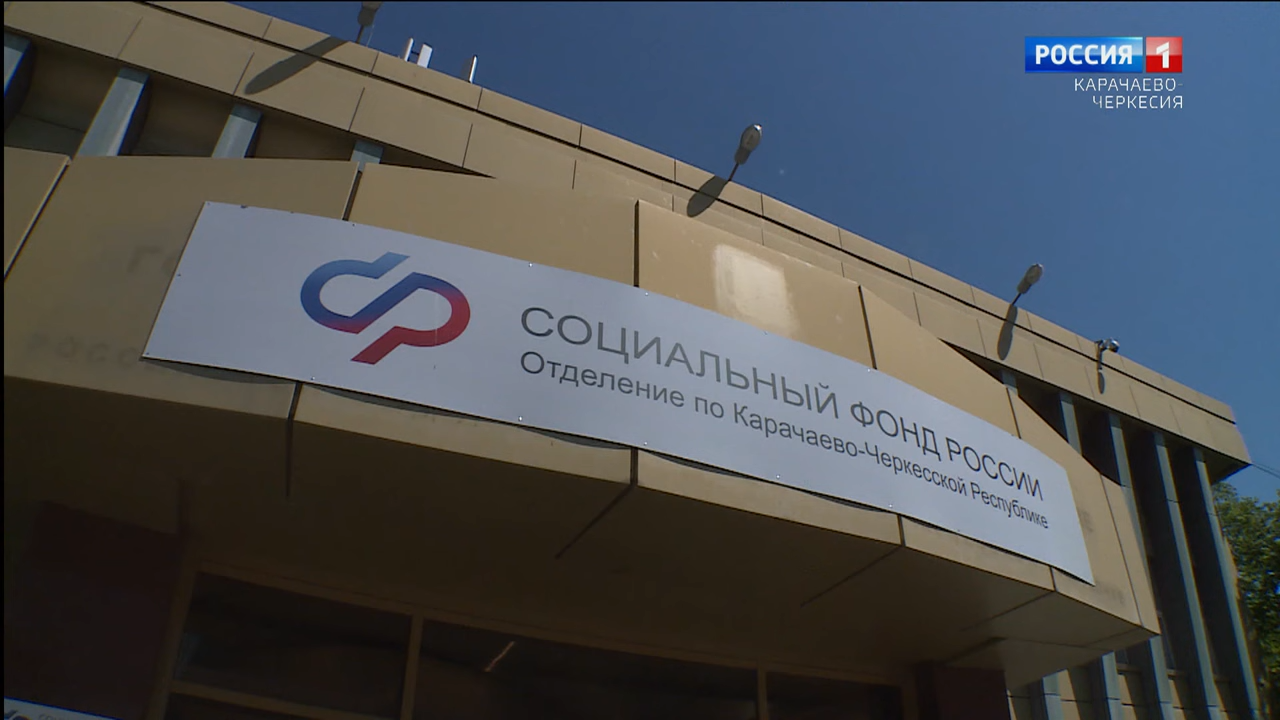 РОССИЯ 1
КАРАЧАЕВО-
ЧЕРКЕСИЯ
СОЦИАЛЬНЫЙ ФОНД РОССИИ
Отделение по Карачаево-Черкесской Республике